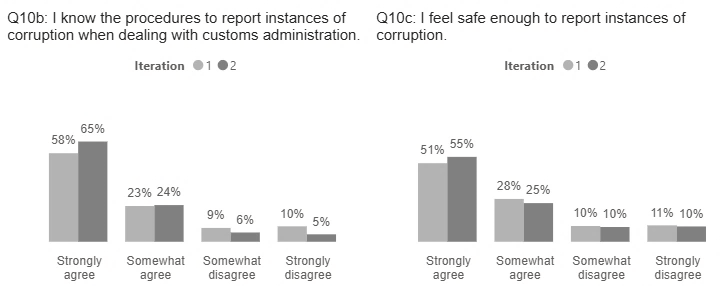 Q10b: I know the procedures to report instances of
corruption when dealing with customs administration.
Iteration 1 2
58% 65%
23% 24%
9% 6%
10% 5%
Strongly agree
Somewhat agree
Somewhat disagree
Strongly disagree
Q10c: I feel safe enough to report instances of
corruption.
Iteration 1 2
51% 55%
28% 25%
10% 10%
11% 10%
Strongly agree
Somewhat agree
Somewhat disagree
Strongly disagree